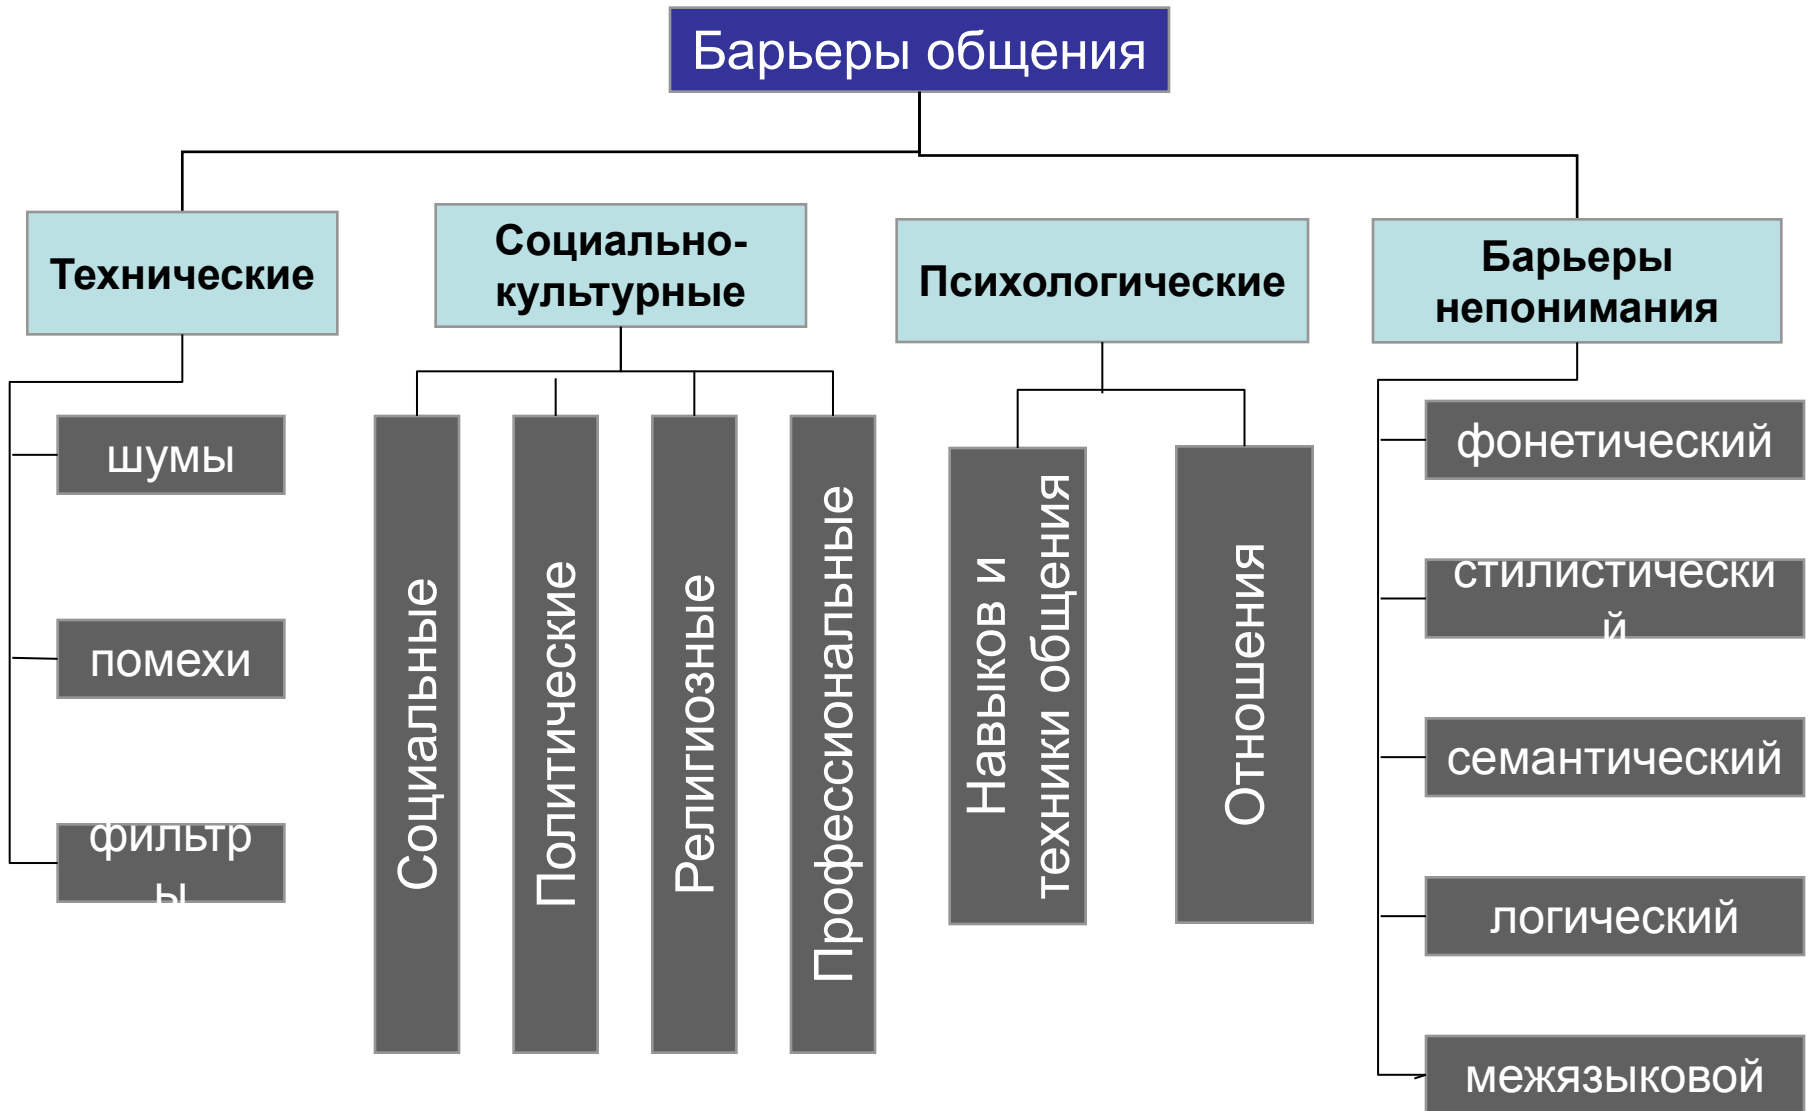 Барьеры общения
Технические
Социально-
культурные
Психологические
Барьеры
непонимания
шумы
помехи
фильтр
ы
Социальные
Политические
Религиозные
Профессиональные
Навыков и
техники общения
Отношения
фонетический
стилистически
й
семантический
логический
межязыковой